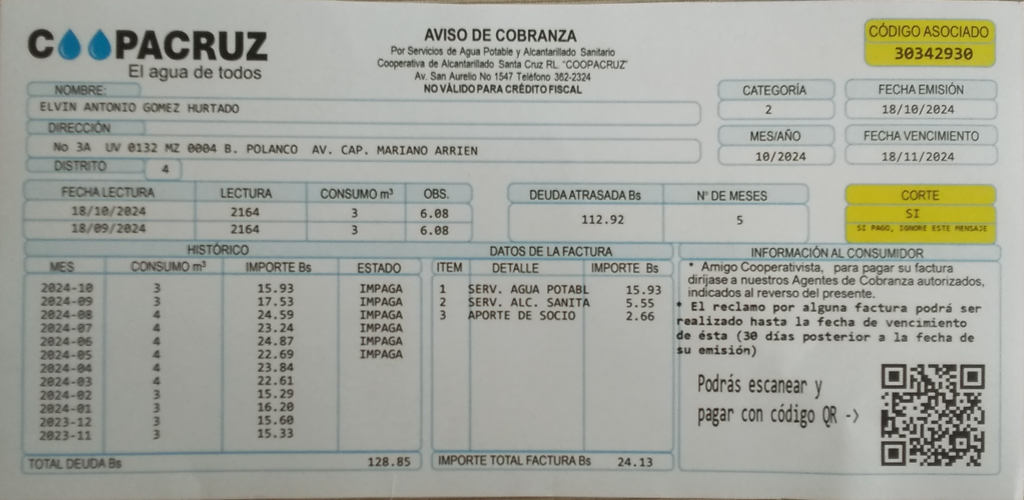 COOPACRUZ
El agua de todos
AVISO DE COBRANZA
Por Servicios de Agua Potable y Alcantarillado Sanitario
Cooperativa de Alcantarillado Santa Cruz RL. "COOPACRUZ"
Av. San Aurelio No 1547 Teléfono 362-2324
NO VÁLIDO PARA CRÉDITO FISCAL
CÓDIGO ASOCIADO
30342930
NOMBRE:
ELVIN ANTONIO GOMEZ HURTADO
CATEGORÍA
2
FECHA EMISIÓN
18/10/2024
DIRECCIÓN
No 3A UV 0132 MZ 0004 B. POLANCO AV. CAP. MARIANO ARRIEN
MES/AÑO
10/2024
FECHA VENCIMIENTO
18/11/2024
DISTRITO 4
FECHA LECTURA LECTURA CONSUMO m³ OBS.
18/10/2024 2164 3 6.08
18/09/2024 2164 3 6.08
DEUDA ATRASADA Bs N° DE MESES
112.92 5
CORTE
SI
SI PAGO, IGNORE ESTE MENSAJE
HISTÓRICO
MES CONSUMO m³ IMPORTE Bs ESTADO
2024-10 3 15.93 IMPAGA
2024-09 3 17.53 IMPAGA
2024-08 4 24.59 IMPAGA
2024-07 4 23.24 IMPAGA
2024-06 4 24.87 IMPAGA
2024-05 4 22.69 IMPAGA
2024-04 4 23.84
2024-03 4 22.61
2024-02 3 15.29
2024-01 3 16.20
2023-12 3 15.60
2023-11 3 15.33
TOTAL DEUDA Bs 128.85
DATOS DE LA FACTURA
ITEM DETALLE IMPORTE Bs
1 SERV. AGUA POTABL 15.93
2 SERV. ALC. SANITA 5.55
3 APORTE DE SOCIO 2.66
IMPORTE TOTAL FACTURA Bs 24.13
INFORMACIÓN AL CONSUMIDOR
* Amigo Cooperativista, para pagar su factura
diríjase a nuestros Agentes de Cobranza autorizados,
indicados al reverso del presente.
* El reclamo por alguna factura podrá ser
realizado hasta la fecha de vencimiento
de ésta (30 días posterior a la fecha de
su emisión)
Podrás escanear y
pagar con código QR ->